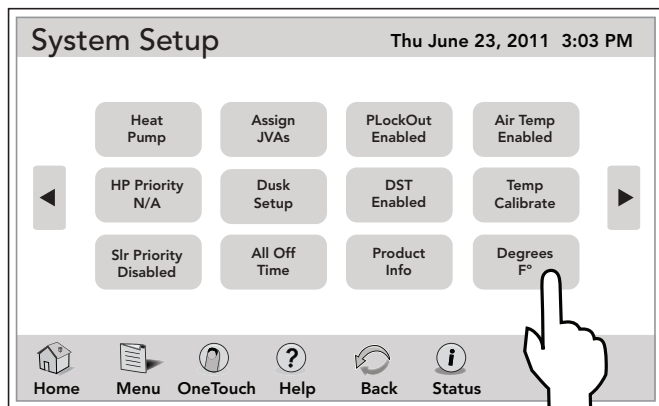 System Setup
Thu June 23, 2011 3:03 PM
Heat
Pump
Assign
JVAs
PLockOut
Enabled
Air Temp
Enabled
HP Priority
N/A
Dusk
Setup
DST
Enabled
Temp
Calibrate
Slr Priority
Disabled
All Off
Time
Product
Info
Degrees
F°
?
i
Home
Menu
OneTouch
Help
Back
Status